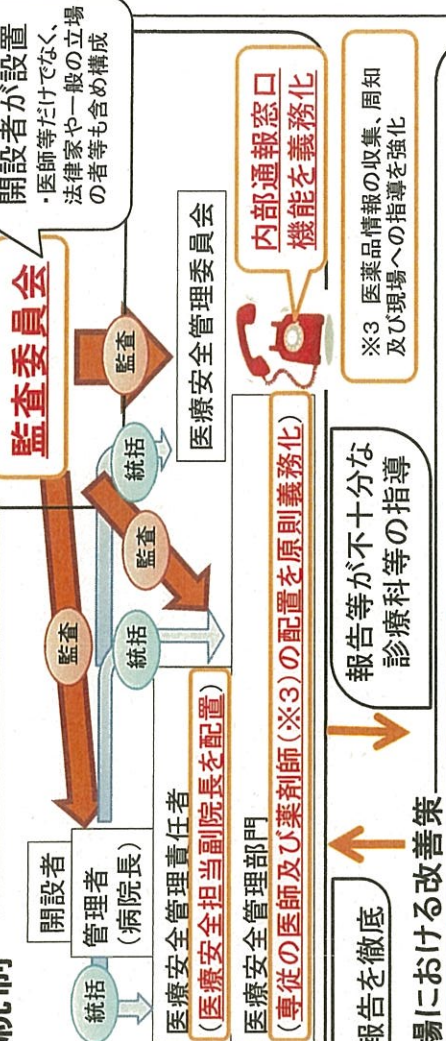 開設者が設置
・医師等だけでなく、
法律家や一般の立場
の者等も含め構成
監査委員会
監査
監査
監査
開設者
管理者
(病院長)
統括
統括
統括
医療安全管理責任者
(医療安全担当副院長を配置)
医療安全管理委員会
医療安全管理部門
(専従の医師及び薬剤師(※3)の配置を原則義務化)
内部通報窓口
機能を義務化
※3 医薬品情報の収集、周知
及び現場への指導を強化
報告を徹底
報告等が不十分な
診療科等の指導
場における改善策